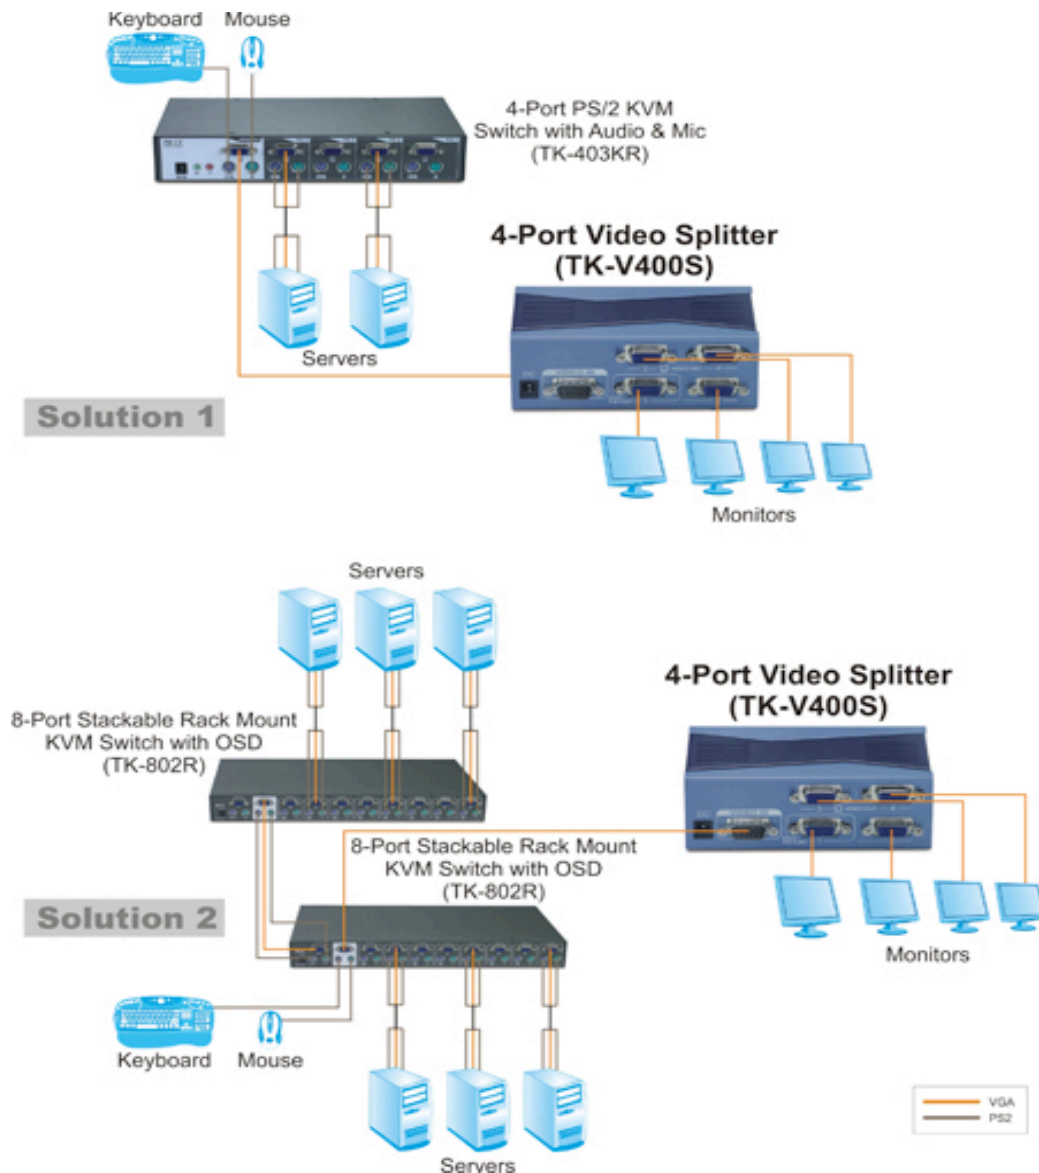 Keyboard Mouse
4-Port PS/2 KVM
Switch with Audio & Mic
(TK-403KR)
4-Port Video Splitter
(TK-V400S)
Servers
Solution 1
Monitors
Servers
4-Port Video Splitter
(TK-V400S)
8-Port Stackable Rack Mount
KVM Switch with OSD
(TK-802R)
8-Port Stackable Rack Mount
KVM Switch with OSD
(TK-802R)
Solution 2
Monitors
Keyboard Mouse
Servers
VGA
PS2